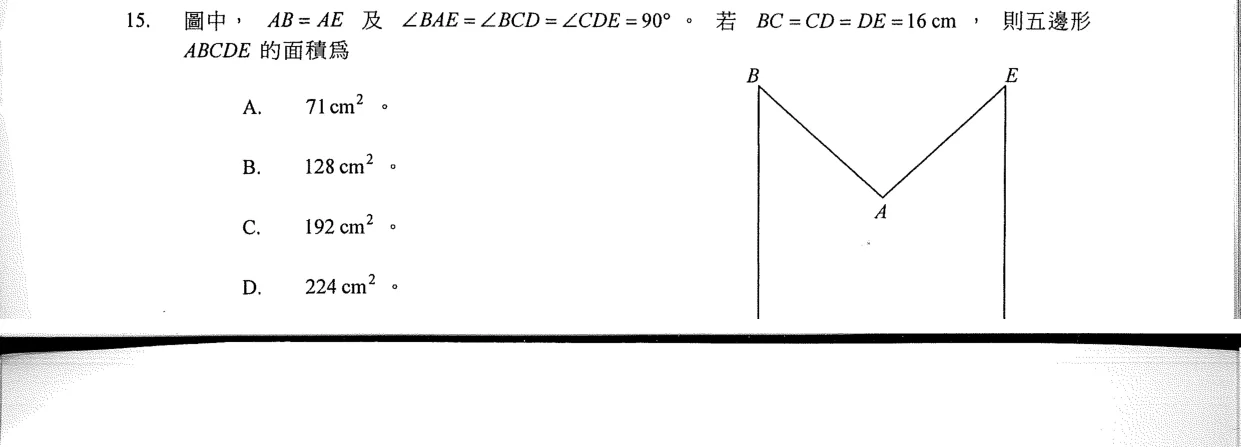 15. 圖中， AB = AE 及 ∠BAE = ∠BCD = ∠CDE = 90° 。 若 BC = CD = DE = 16 cm ， 則五邊形
ABCDE 的面積爲
A. 71 cm² 。
B. 128 cm² 。
C. 192 cm² 。
D. 224 cm² 。
B
E
A